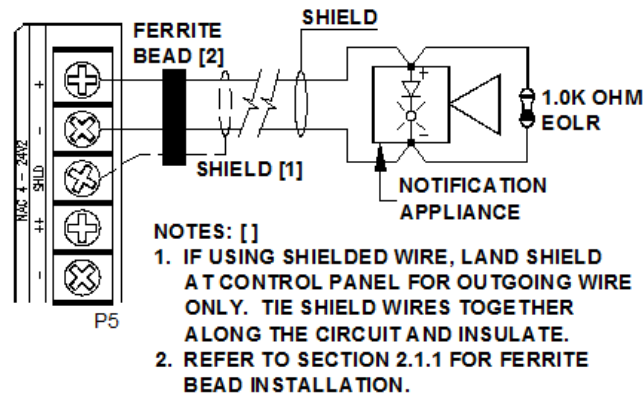 SHIELD
FERRITE
BEAD [2]
+
-
SHLD
++
-
NAC 4 - 24V2
+
-
1.0K OHM
EOLR
SHIELD [1]
NOTIFICATION
APPLIANCE
P5
NOTES: [ ]
1. IF USING SHIELDED WIRE, LAND SHIELD
AT CONTROL PANEL FOR OUTGOING WIRE
ONLY. TIE SHIELD WIRES TOGETHER
ALONG THE CIRCUIT AND INSULATE.
2. REFER TO SECTION 2.1.1 FOR FERRITE
BEAD INSTALLATION.